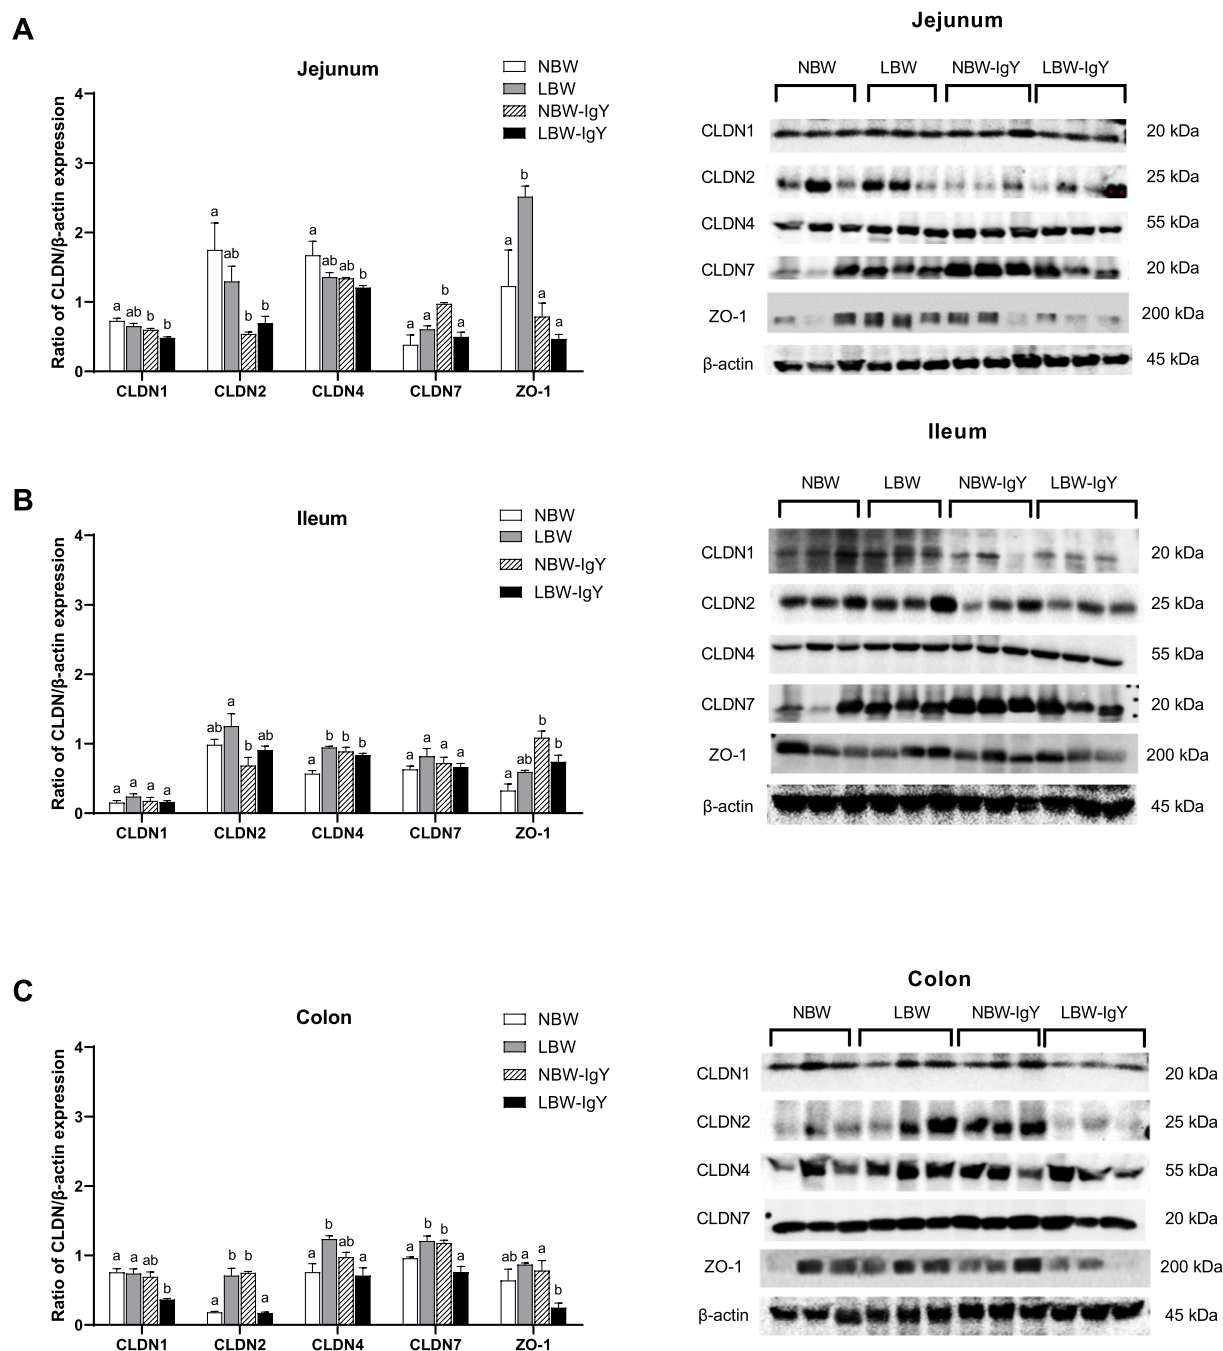 A
Jejunum
NBW
LBW
NBW-IgY
LBW-IgY
Ratio of CLDN/β-actin expression
4
3
2
1
0
a ab b b
a ab b b
a ab ab b
a a b a
a b a a
CLDN1 CLDN2 CLDN4 CLDN7 ZO-1
Jejunum
NBW LBW NBW-IgY LBW-IgY
CLDN1 20 kDa
CLDN2 25 kDa
CLDN4 55 kDa
CLDN7 20 kDa
ZO-1 200 kDa
β-actin 45 kDa
B
Ileum
NBW
LBW
NBW-IgY
LBW-IgY
Ratio of CLDN/β-actin expression
4
3
2
1
0
a a a a
ab a b ab
a b b b
a a a a
a ab b b
CLDN1 CLDN2 CLDN4 CLDN7 ZO-1
Ileum
NBW LBW NBW-IgY LBW-IgY
CLDN1 20 kDa
CLDN2 25 kDa
CLDN4 55 kDa
CLDN7 20 kDa
ZO-1 200 kDa
β-actin 45 kDa
C
Colon
NBW
LBW
NBW-IgY
LBW-IgY
Ratio of CLDN/β-actin expression
4
3
2
1
0
a a ab b
a b b a
a b ab a
a b b a
ab a a b
CLDN1 CLDN2 CLDN4 CLDN7 ZO-1
Colon
NBW LBW NBW-IgY LBW-IgY
CLDN1 20 kDa
CLDN2 25 kDa
CLDN4 55 kDa
CLDN7 20 kDa
ZO-1 200 kDa
β-actin 45 kDa